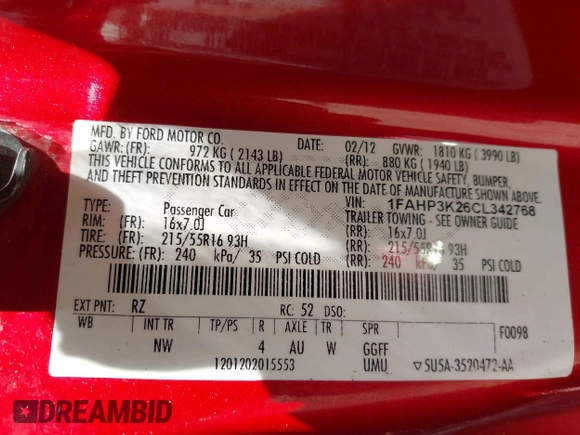 MFD. BY FORD MOTOR CO.
DATE: 02/12 GVWR: 1810 KG ( 3990 LB)
GAWR: (FR): 972 KG ( 2143 LB) (RR): 880 KG ( 1940 LB)
THIS VEHICLE CONFORMS TO ALL APPLICABLE FEDERAL MOTOR VEHICLE SAFETY, BUMPER,
AND THEFT PREVENTION STANDARDS IN EFFECT ON THE DATE OF MANUFACTURE SHOWN ABOVE.
VIN: 1FAHP3K26CL342768
TYPE: Passenger Car TRAILER TOWING - SEE OWNER GUIDE
RIM: (FR): 16x7.0J (RR): 16x7.0J
TIRE: (FR): 215/55R16 93H (RR): 215/55R16 93H
PRESSURE: (FR): 240 kPa/ 35 PSI COLD (RR): 240 kPa/ 35 PSI COLD
EXT PNT: RZ RC: 52 DSO:
WB INT TR TP/PS R AXLE TR SPR F0098
NW 4 AU W GGFF
1201202015553 UMU ▽5U5A-3520472-AA
DREAMBID